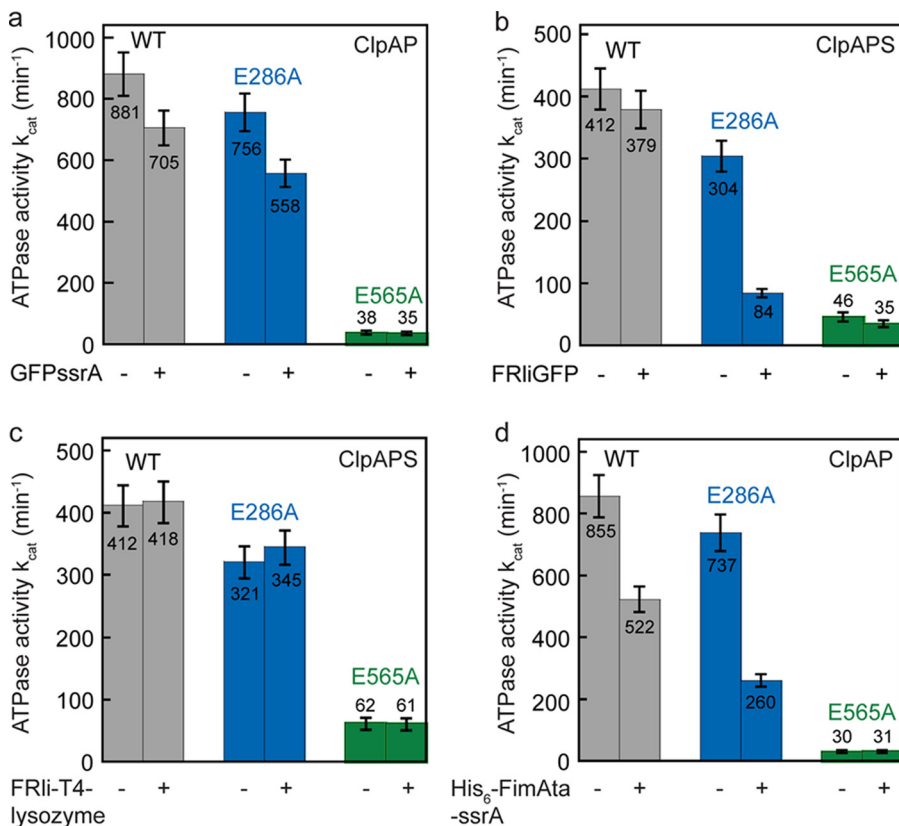 a
ATPase activity k_cat (min⁻¹)
1000
800
600
400
200
0
WT
ClpAP
E286A
E565A
881
705
756
558
38
35
GFPssrA - + - + - +
b
ATPase activity k_cat (min⁻¹)
500
400
300
200
100
0
WT
ClpAPS
E286A
E565A
412
379
304
84
46
35
FRliGFP - + - + - +
c
ATPase activity k_cat (min⁻¹)
500
400
300
200
100
0
WT
ClpAPS
E286A
E565A
412
418
321
345
62
61
FRli-T4- - + - + - +
lysozyme
d
ATPase activity k_cat (min⁻¹)
1000
800
600
400
200
0
WT
ClpAP
E286A
E565A
855
522
737
260
30
31
His₆-FimAta - + - + - +
-ssrA